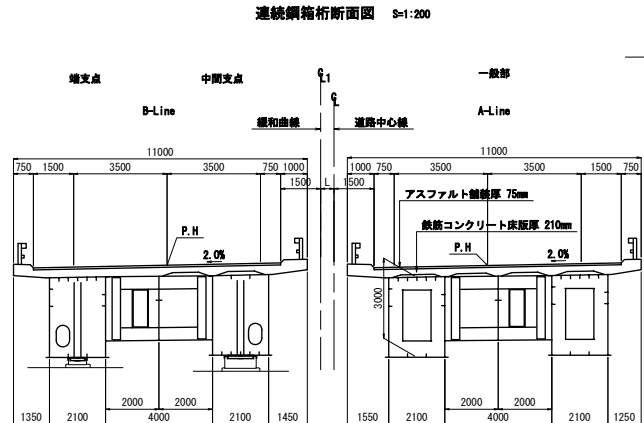 連続鋼箱桁断面図 S=1:200
端支点 中間支点 CL1 一般部
CL
B-Line A-Line
緩和曲線 道路中心線
11000 11000
750 1500 3500 3500 750 1000 1000 750 3500 3500 1500 750
1500 L 1500
アスファルト舗装厚 75mm
鉄筋コンクリート床版厚 210mm
P.H P.H
2.0% 2.0%
3000
2000 2000 2000 2000
1350 2100 4000 2100 1450 1550 2100 4000 2100 1250